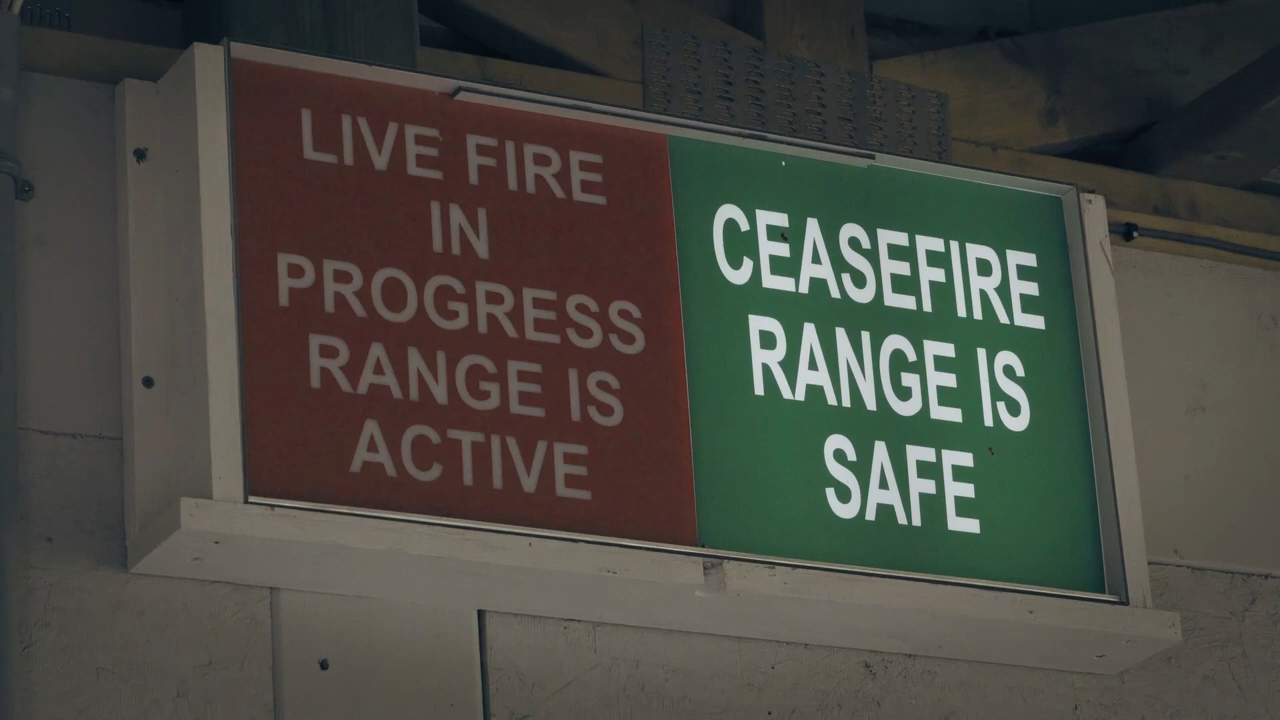 LIVE FIRE
IN
PROGRESS
RANGE IS
ACTIVE
CEASEFIRE
RANGE IS
SAFE